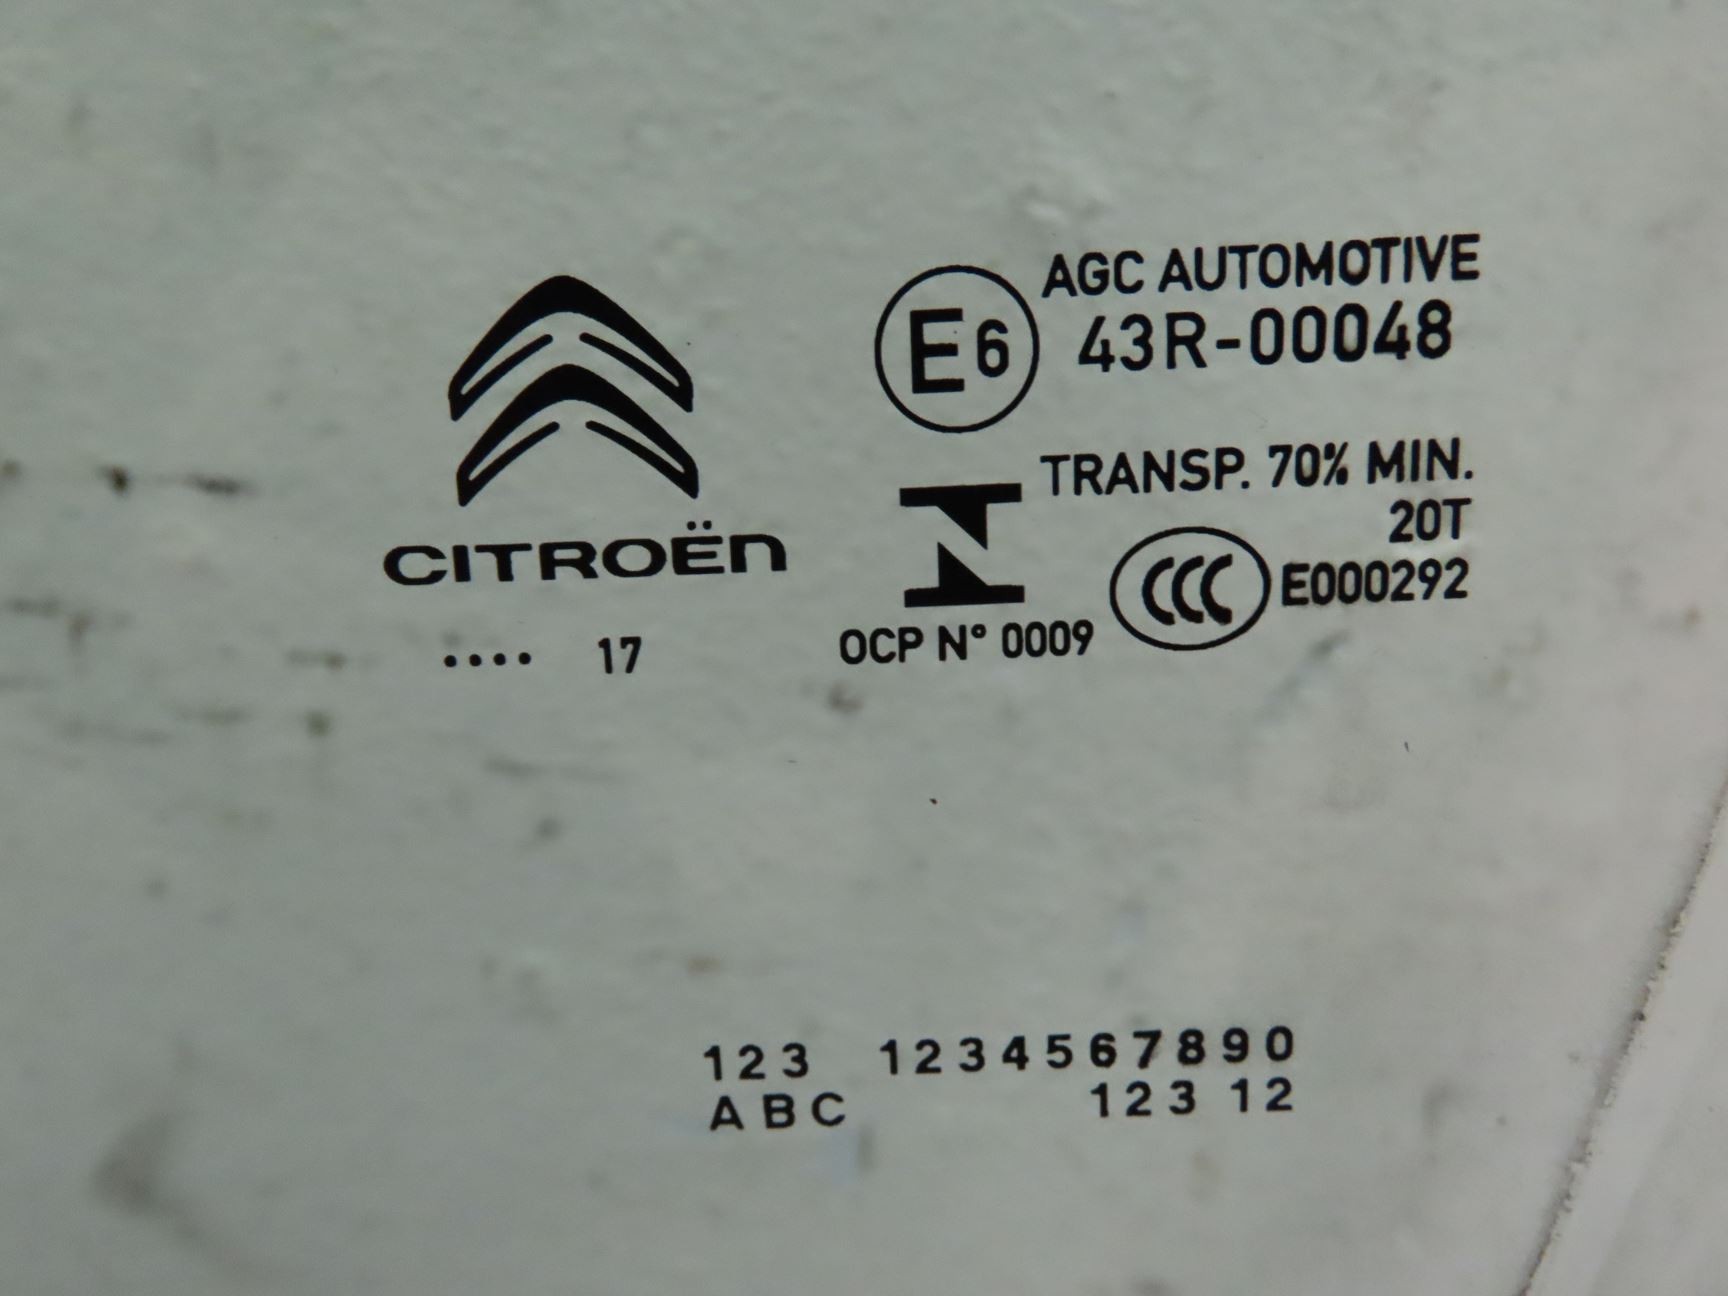 CITROËN
.... 17
E6
AGC AUTOMOTIVE
43R-00048
TRANSP. 70% MIN.
20T
CCC E000292
OCP N° 0009
123 1234567890
ABC 123 12